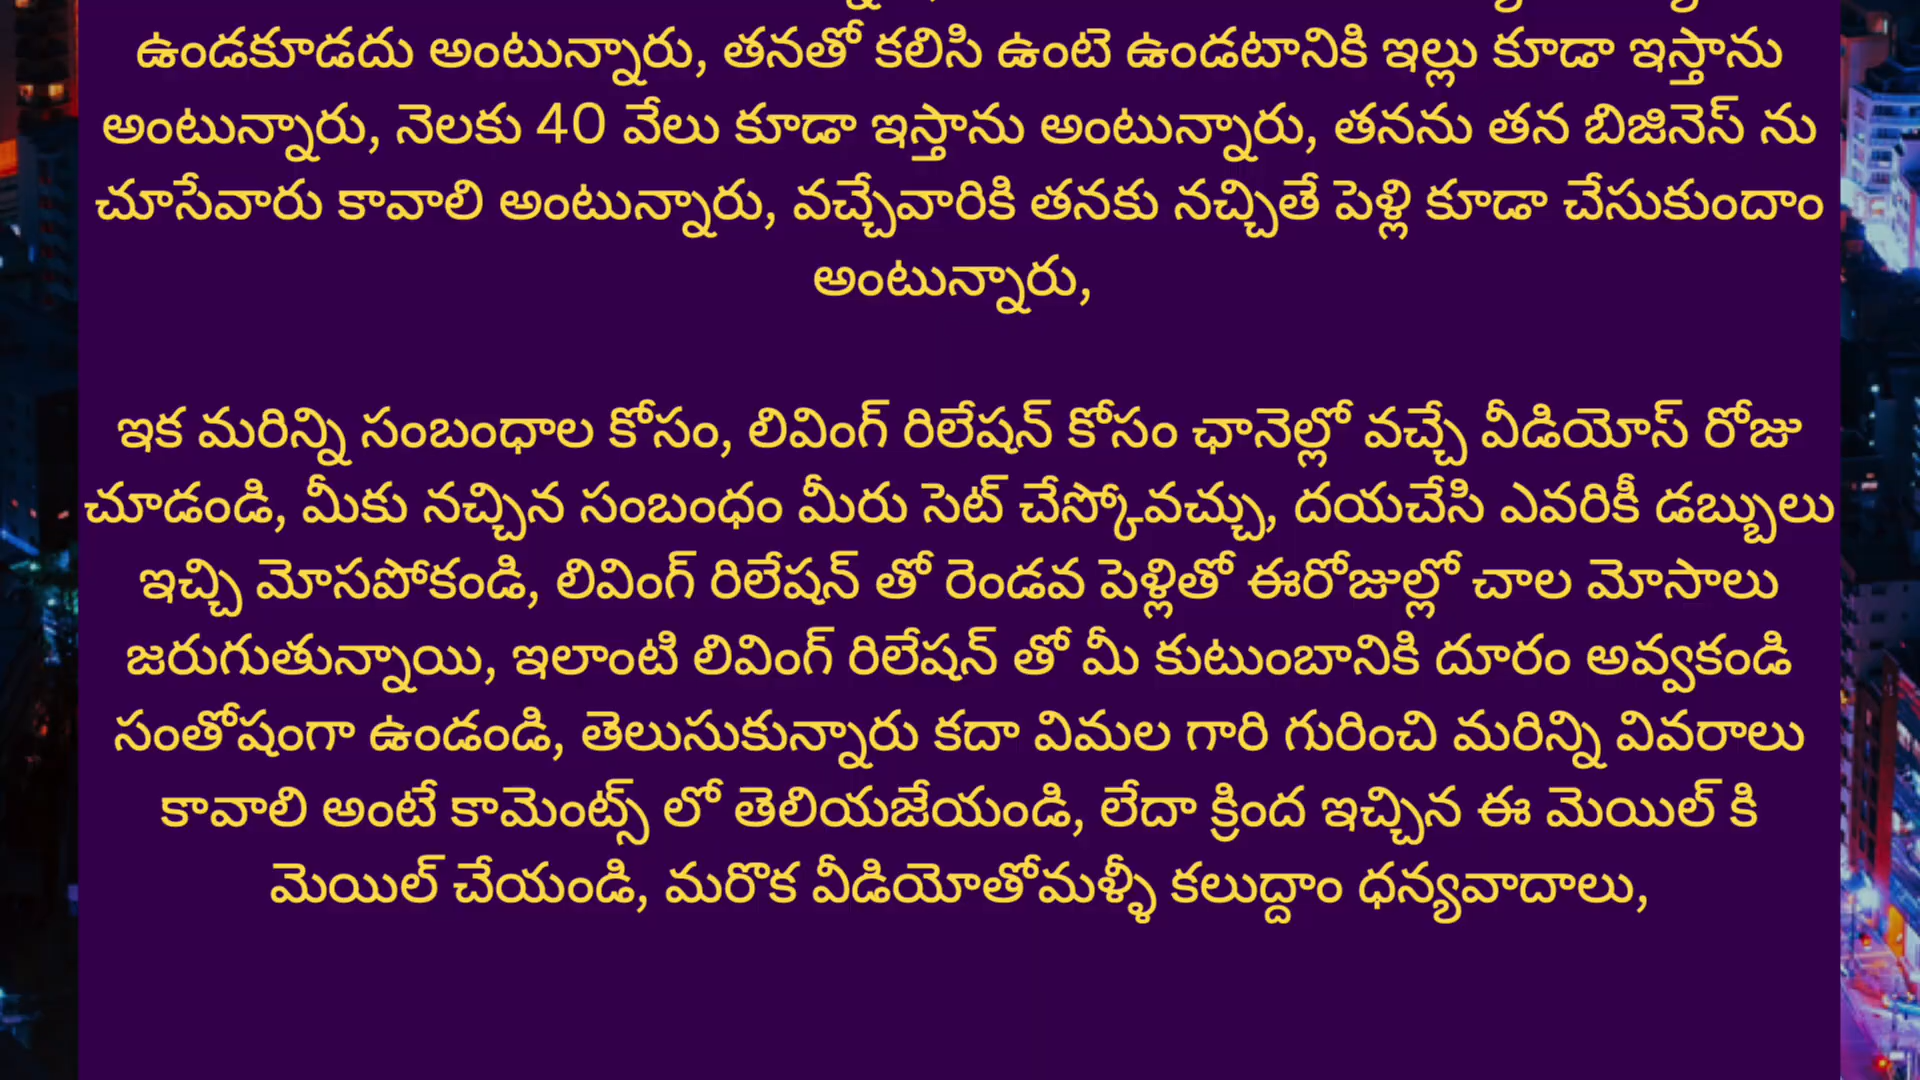 ఉండకూడదు అంటున్నారు, తనతో కలిసి ఉంటె ఉండటానికి ఇల్లు కూడా ఇస్తాను
అంటున్నారు, నెలకు 40 వేలు కూడా ఇస్తాను అంటున్నారు, తనను తన బిజినెస్ ను
చూసేవారు కావాలి అంటున్నారు, వచ్చేవారికి తనకు నచ్చితే పెళ్లి కూడా చేసుకుందాం
అంటున్నారు,
ఇక మరిన్ని సంబంధాల కోసం, లివింగ్ రిలేషన్ కోసం ఛానెల్లో వచ్చే వీడియోస్ రోజు
చూడండి, మీకు నచ్చిన సంబంధం మీరు సెట్ చేస్కోవచ్చు, దయచేసి ఎవరికీ డబ్బులు
ఇచ్చి మోసపోకండి, లివింగ్ రిలేషన్ తో రెండవ పెళ్లితో ఈరోజుల్లో చాల మోసాలు
జరుగుతున్నాయి, ఇలాంటి లివింగ్ రిలేషన్ తో మీ కుటుంబానికి దూరం అవ్వకండి
సంతోషంగా ఉండండి, తెలుసుకున్నారు కదా విమల గారి గురించి మరిన్ని వివరాలు
కావాలి అంటే కామెంట్స్ లో తెలియజేయండి, లేదా క్రింద ఇచ్చిన ఈ మెయిల్ కి
మెయిల్ చేయండి, మరొక వీడియోతోమళ్ళీ కలుద్దాం ధన్యవాదాలు,